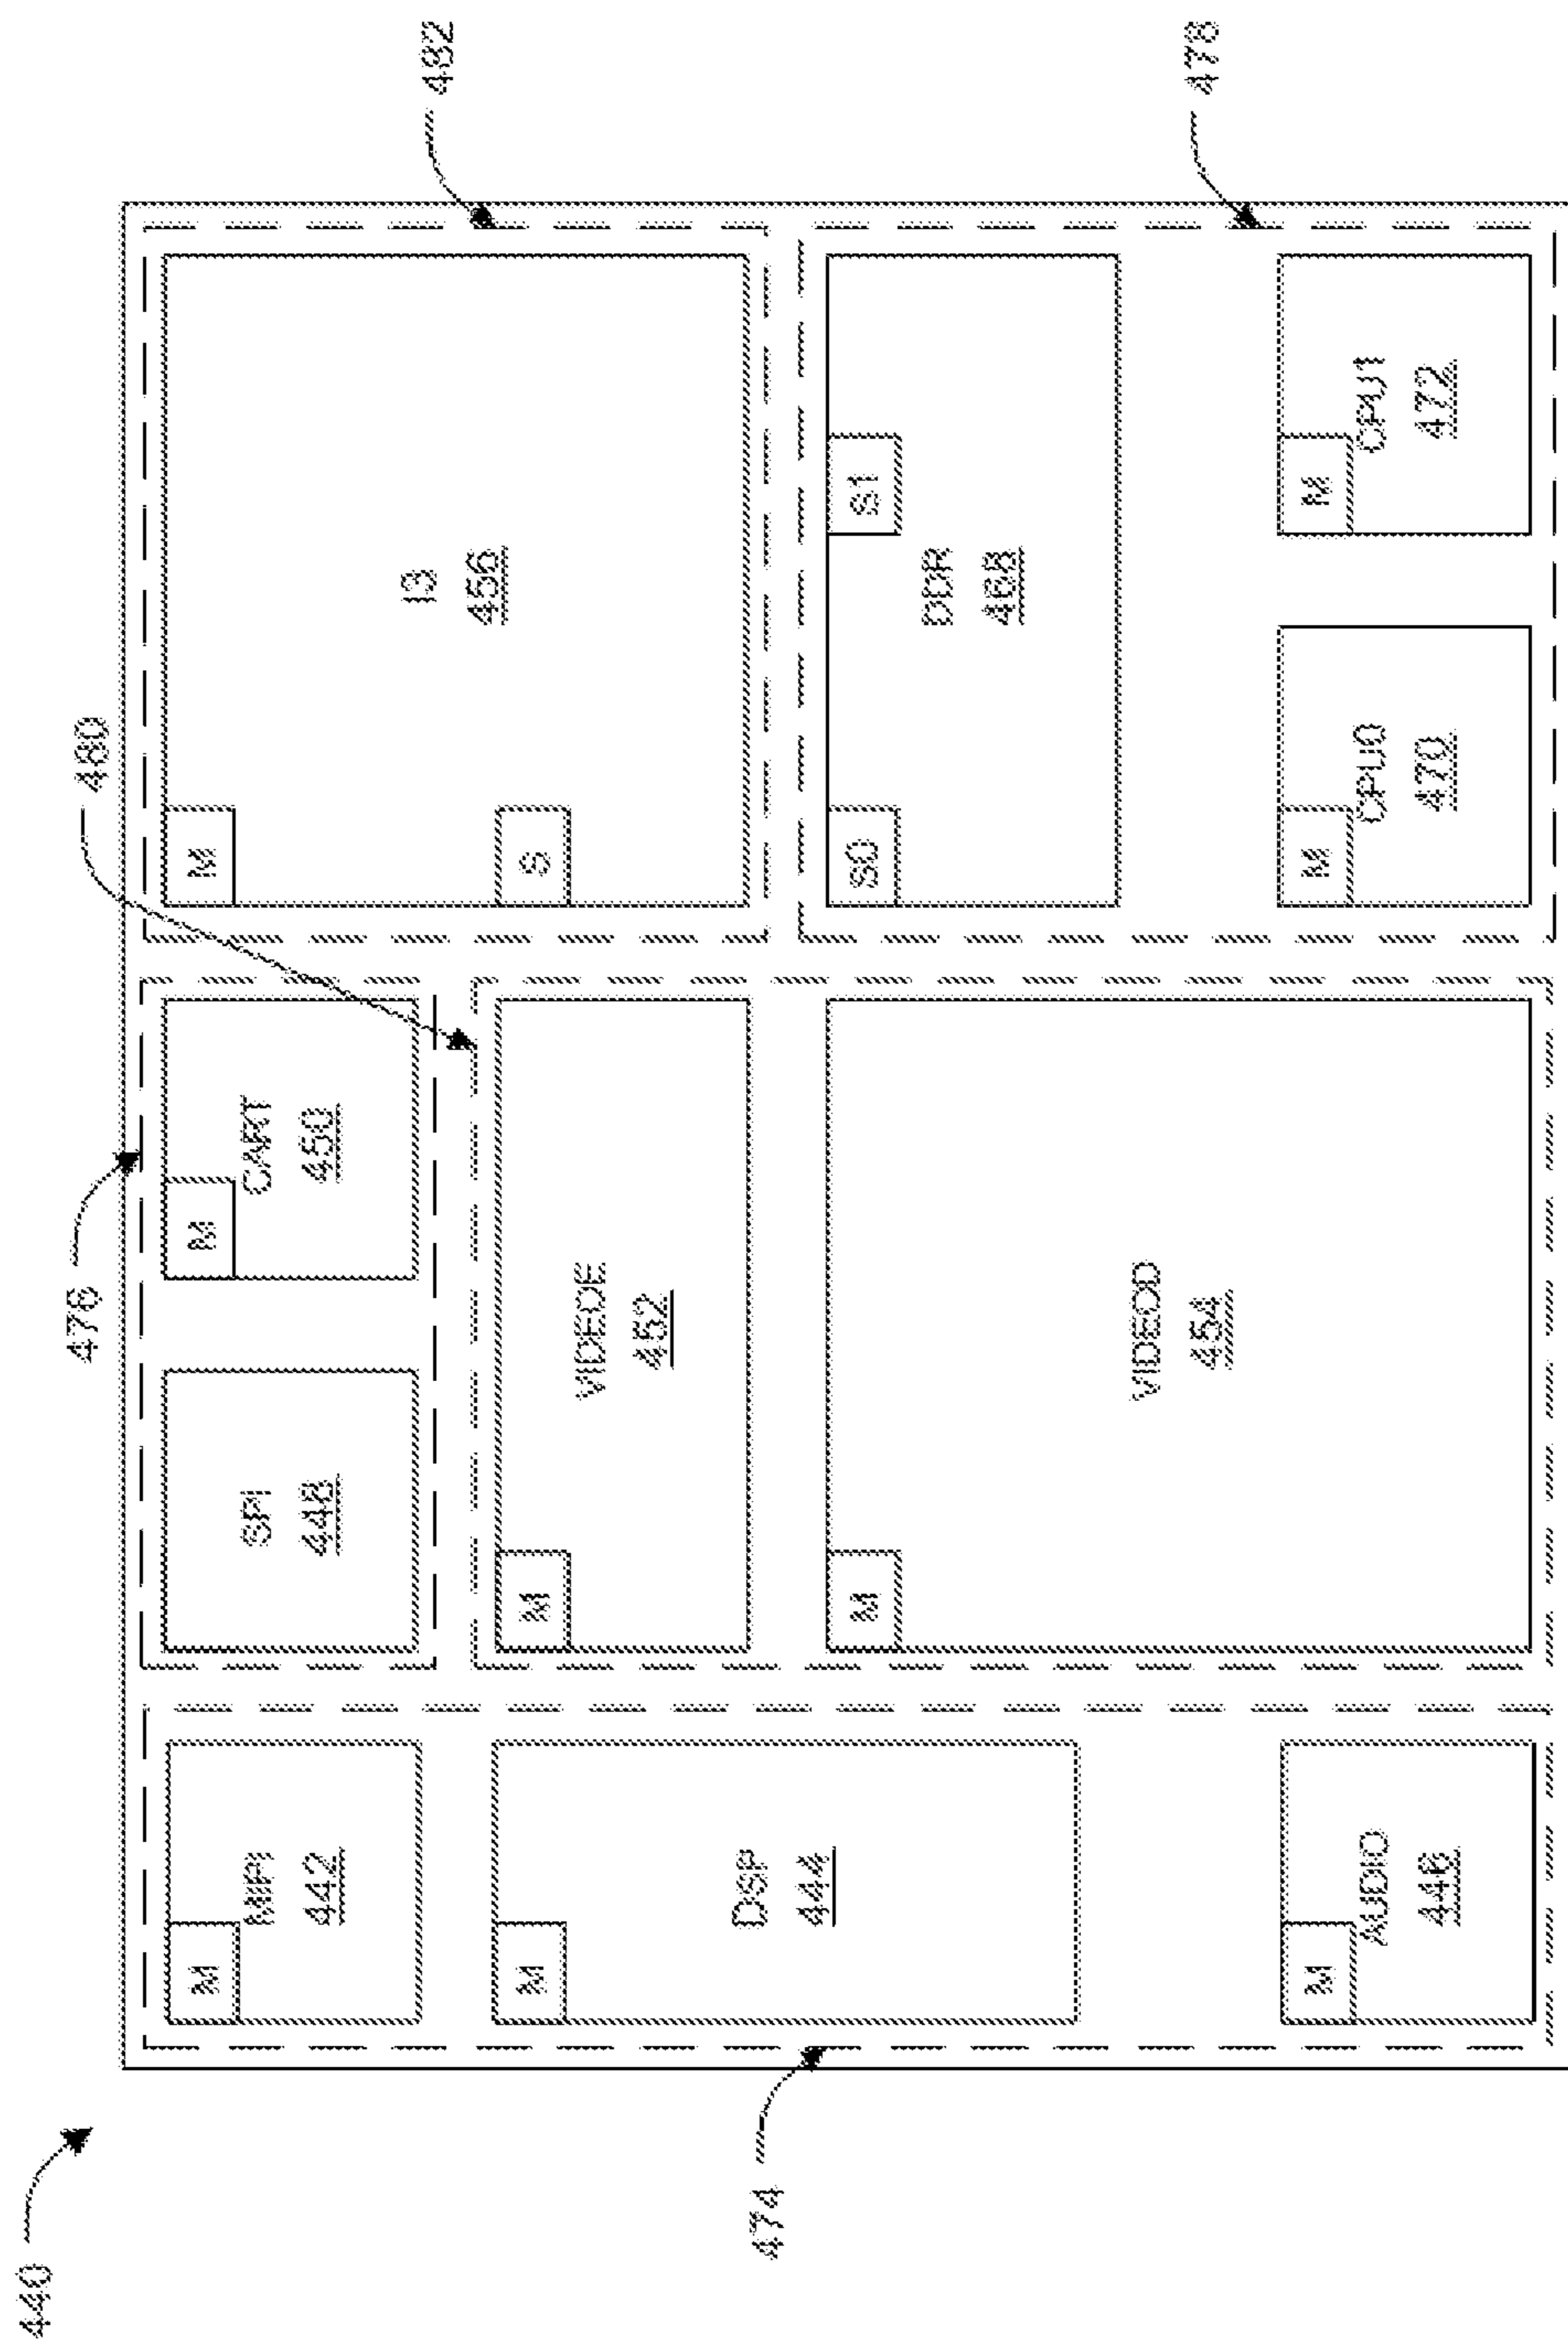 440
476
480
M
MIPI
442
SPI
448
M
CART
450
M
I3
456
S
482
M
DSP
444
474
M
VIDEOE
452
M
VIDEOD
454
S0
S1
DDR
468
478
M
AUDIO
446
M
CPU0
470
M
CPU1
472